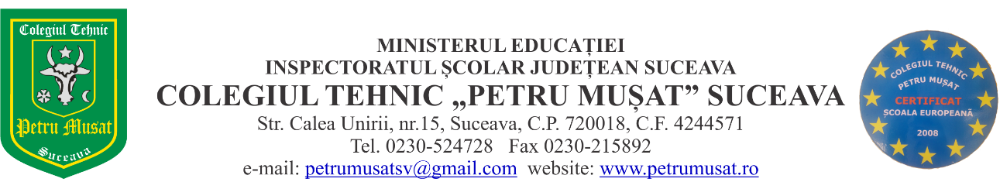 Colegiul Tehnic
Petru Musat
Suceava
MINISTERUL EDUCAȚIEI
INSPECTORATUL ȘCOLAR JUDEȚEAN SUCEAVA
COLEGIUL TEHNIC „PETRU MUȘAT” SUCEAVA
Str. Calea Unirii, nr.15, Suceava, C.P. 720018, C.F. 4244571
Tel. 0230-524728   Fax 0230-215892
e-mail: petrumusatsv@gmail.com  website: www.petrumusat.ro
COLEGIUL TEHNIC
PETRU MUȘAT
CERTIFICAT
ȘCOALA EUROPEANĂ
2008